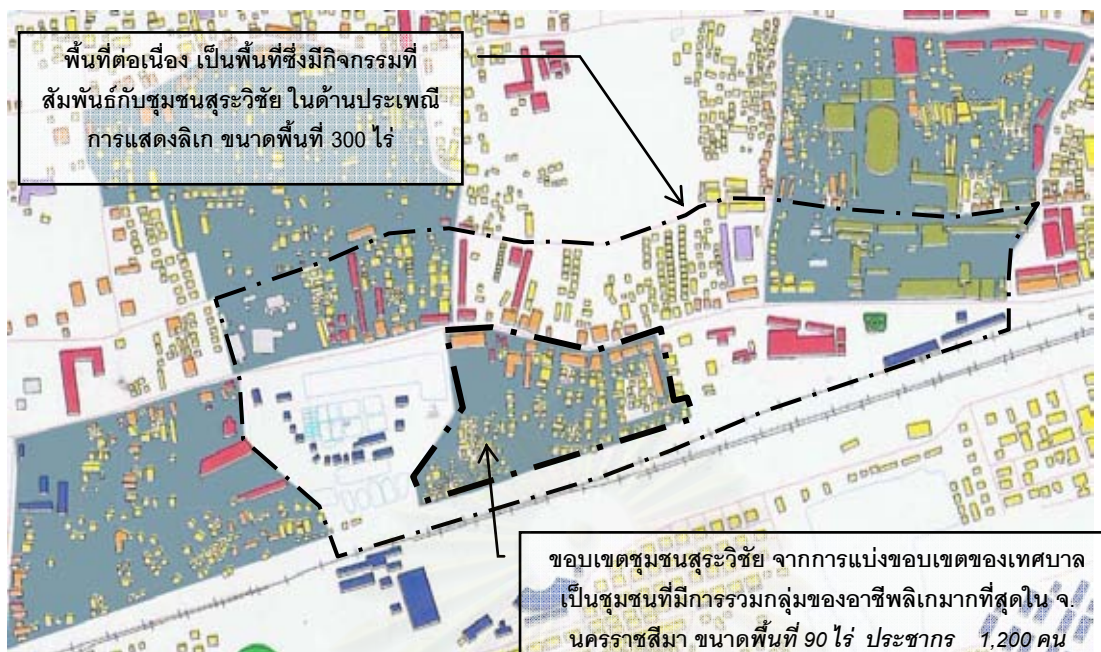 พื้นที่ต่อเนื่อง เป็นพื้นที่ซึ่งมีกิจกรรมที่
สัมพันธ์กับชุมชนสุระวิชัย ในด้านประเพณี
การแสดงลิเก ขนาดพื้นที่ 300 ไร่
ขอบเขตชุมชนสุระวิชัย จากการแบ่งขอบเขตของเทศบาล
เป็นชุมชนที่มีการรวมกลุ่มของอาชีพลิเกมากที่สุดใน จ.
นครราชสีมา ขนาดพื้นที่ 90 ไร่ ประชากร 1,200 คน